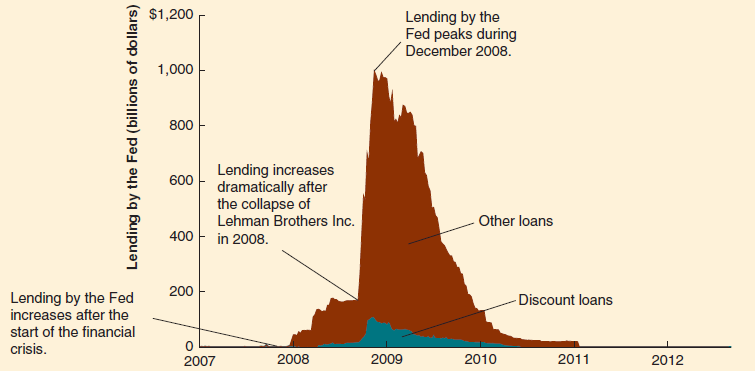 Lending by the Fed (billions of dollars)
$1,200
1,000
800
600
400
200
0
2007
2008
2009
2010
2011
2012
Lending by the
Fed peaks during
December 2008.
Lending increases
dramatically after
the collapse of
Lehman Brothers Inc.
in 2008.
Other loans
Discount loans
Lending by the Fed
increases after the
start of the financial
crisis.